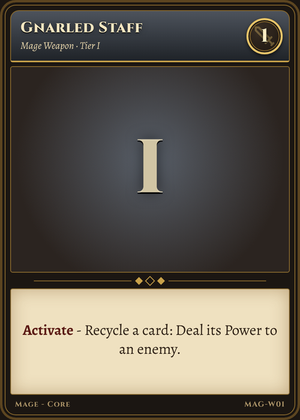 Gnarled Staff
1
Mage Weapon · Tier I
I
Activate - Recycle a card: Deal its Power to
an enemy.
Mage · Core
MAG-W01